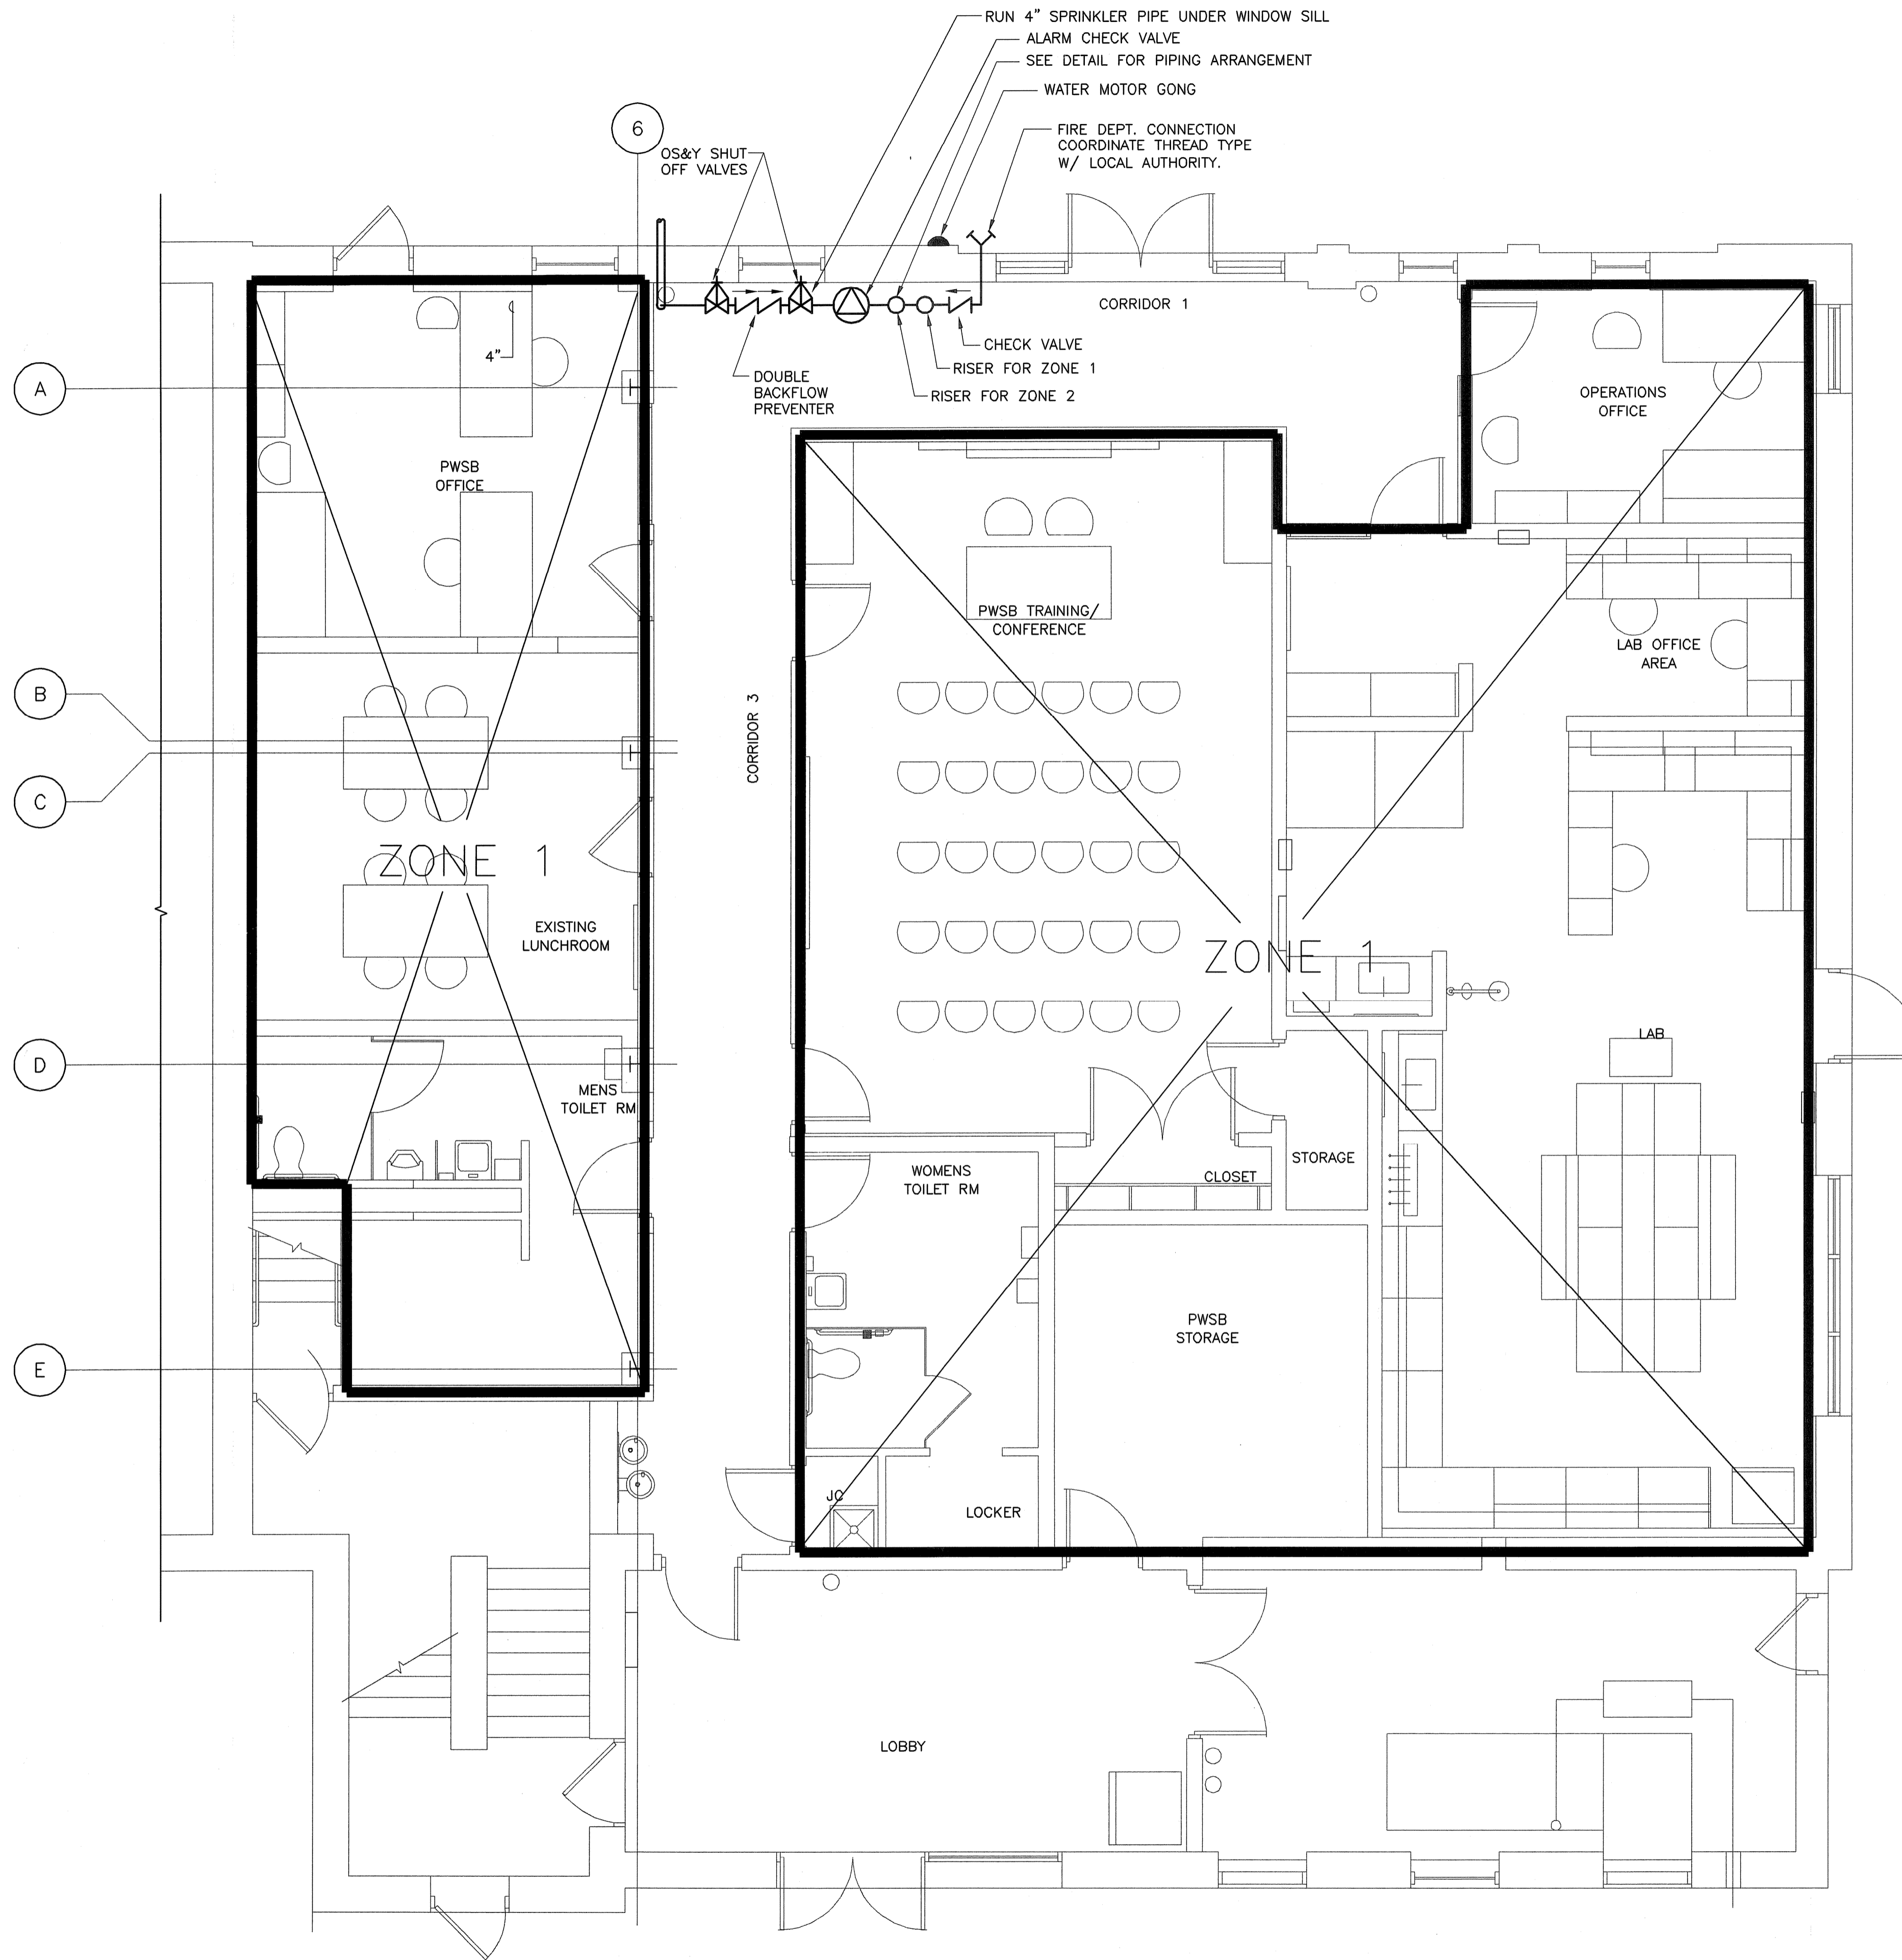 RUN 4" SPRINKLER PIPE UNDER WINDOW SILL
ALARM CHECK VALVE
SEE DETAIL FOR PIPING ARRANGEMENT
WATER MOTOR GONG
FIRE DEPT. CONNECTION
COORDINATE THREAD TYPE
W/ LOCAL AUTHORITY.
6
OS&Y SHUT
OFF VALVES
CORRIDOR 1
CHECK VALVE
RISER FOR ZONE 1
RISER FOR ZONE 2
DOUBLE
BACKFLOW
PREVENTER
4"
A
OPERATIONS
OFFICE
PWSB
OFFICE
PWSB TRAINING/
CONFERENCE
LAB OFFICE
AREA
B
CORRIDOR 3
C
ZONE 1
EXISTING
LUNCHROOM
ZONE 1
LAB
D
MENS
TOILET RM
STORAGE
WOMENS
TOILET RM
CLOSET
PWSB
STORAGE
E
JC
LOCKER
LOBBY